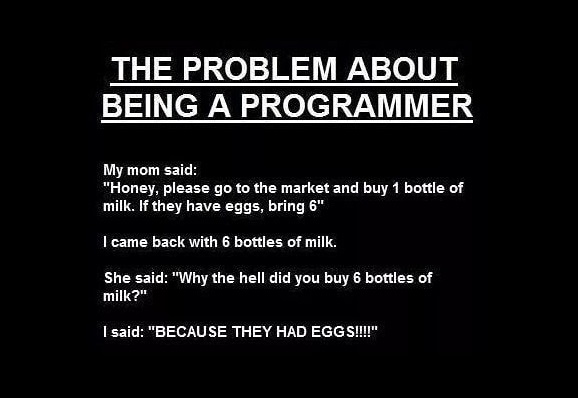 THE PROBLEM ABOUT
BEING A PROGRAMMER
My mom said:
"Honey, please go to the market and buy 1 bottle of
milk. If they have eggs, bring 6"
I came back with 6 bottles of milk.
She said: "Why the hell did you buy 6 bottles of
milk?"
I said: "BECAUSE THEY HAD EGGS!!!!"